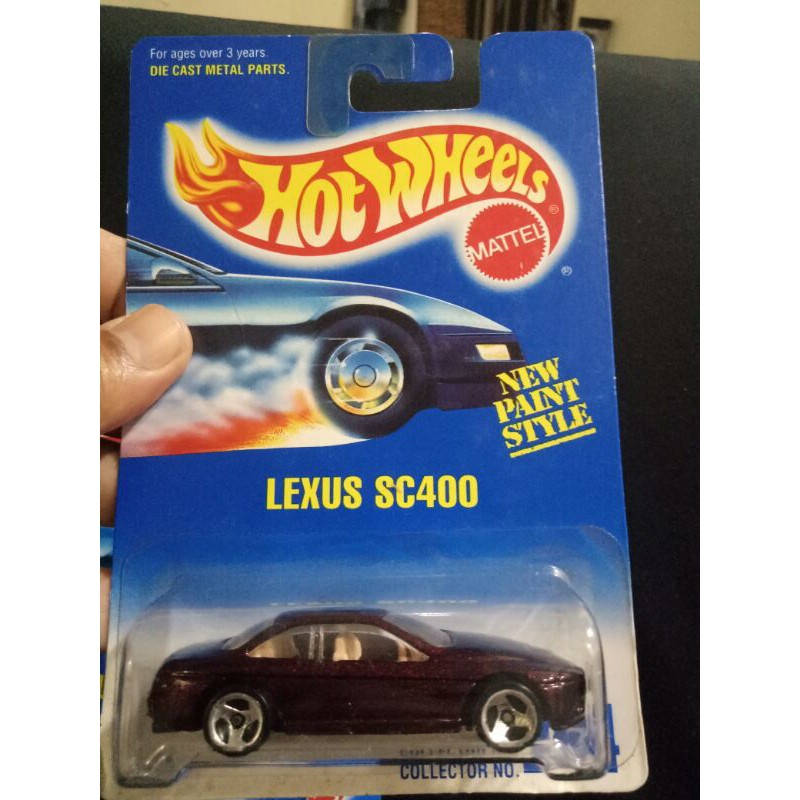 For ages over 3 years.
DIE CAST METAL PARTS.
HOT WHEELS
®
MATTEL
®
NEW
PAINT
STYLE
LEXUS SC400
COLLECTOR NO.